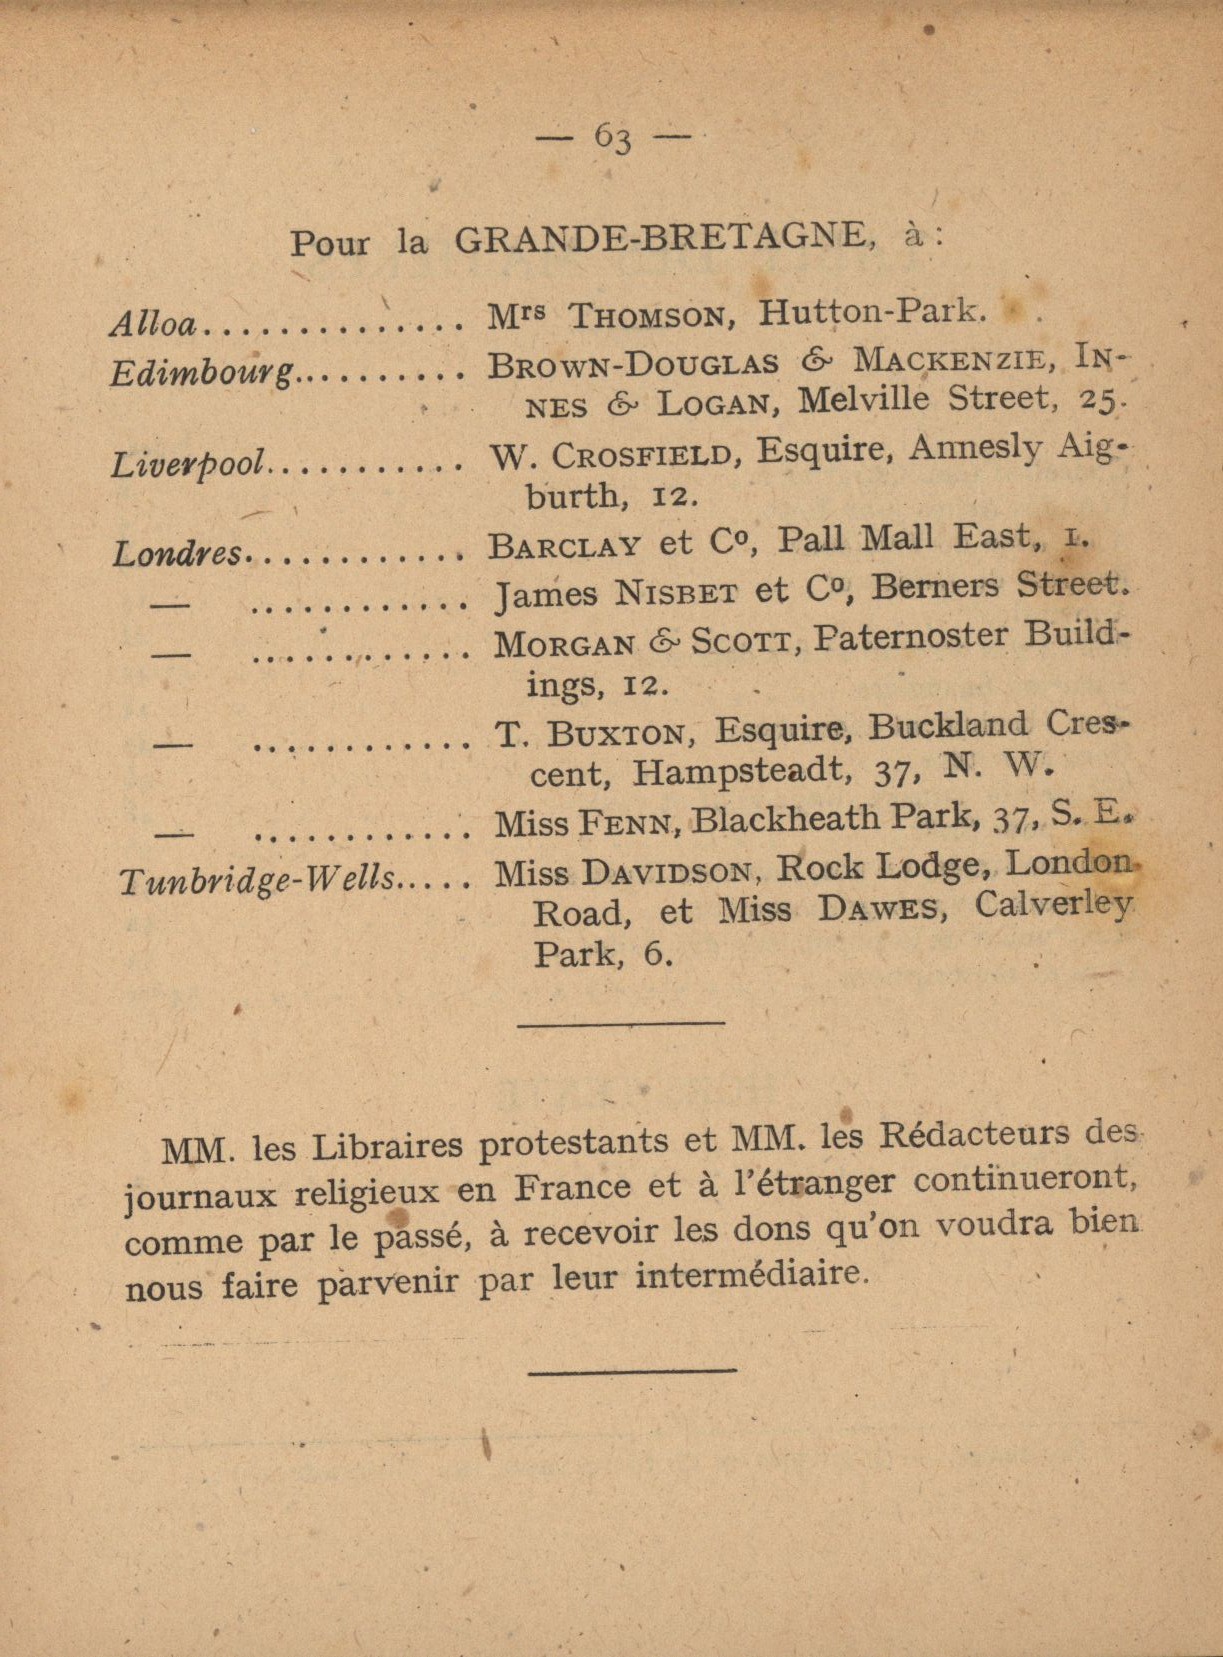 — 63 —
Pour la GRANDE-BRETAGNE, à :
Alloa.............. Mrs THOMSON, Hutton-Park.
Edimbourg.......... BROWN-DOUGLAS & MACKENZIE, IN-
NES & LOGAN, Melville Street, 25.
Liverpool........... W. CROSFIELD, Esquire, Annesly Aig-
burth, 12.
Londres............ BARCLAY et Co, Pall Mall East, 1.
— ............ James NISBET et Co, Berners Street.
— ............ MORGAN & SCOTT, Paternoster Build-
ings, 12.
— ............ T. BUXTON, Esquire, Buckland Cres-
cent, Hampsteadt, 37, N. W.
— ............ Miss FENN, Blackheath Park, 37, S. E.
Tunbridge-Wells..... Miss DAVIDSON, Rock Lodge, London
Road, et Miss DAWES, Calverley
Park, 6.
MM. les Libraires protestants et MM. les Rédacteurs des
journaux religieux en France et à l'étranger continueront,
comme par le passé, à recevoir les dons qu'on voudra bien
nous faire parvenir par leur intermédiaire.